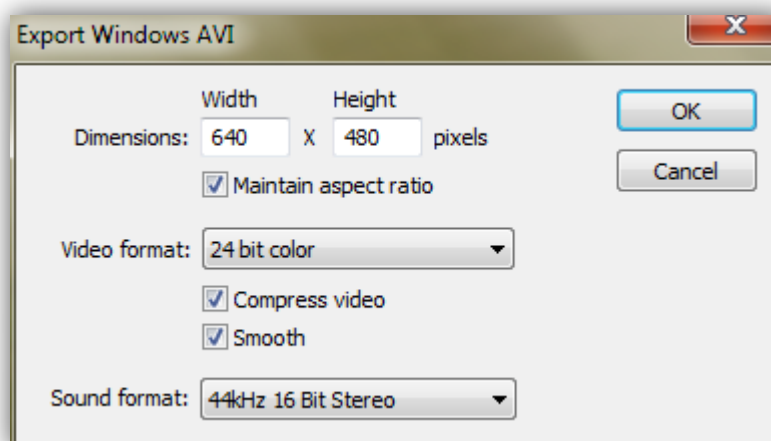 Export Windows AVI
Width Height
Dimensions: 640 X 480 pixels
OK
Maintain aspect ratio
Cancel
Video format: 24 bit color
Compress video
Smooth
Sound format: 44kHz 16 Bit Stereo